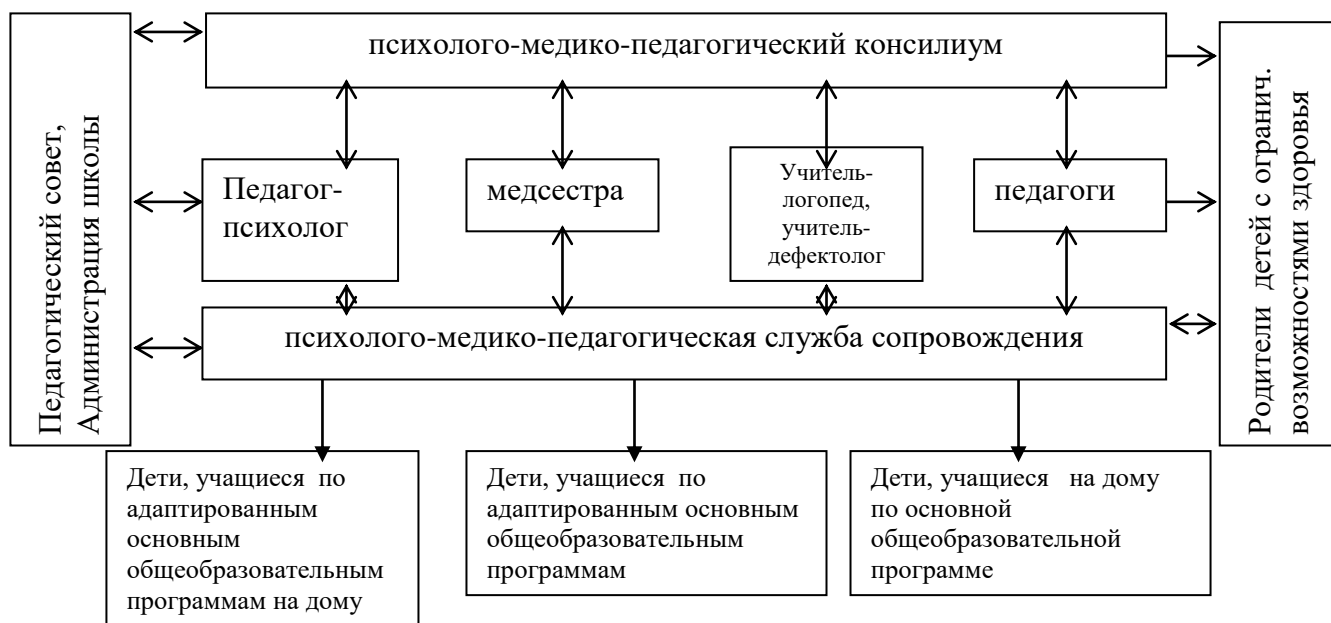 психолого-медико-педагогический консилиум
Педагогический совет,
Администрация школы
Родители детей с огранич.
возможностями здоровья
Педагог-
психолог
медсестра
Учитель-
логопед,
учитель-
дефектолог
педагоги
психолого-медико-педагогическая служба сопровождения
Дети, учащиеся по
адаптированным
основным
общеобразовательным
программам на дому
Дети, учащиеся по
адаптированным основным
общеобразовательным
программам
Дети, учащиеся на дому
по основной
общеобразовательной
программе